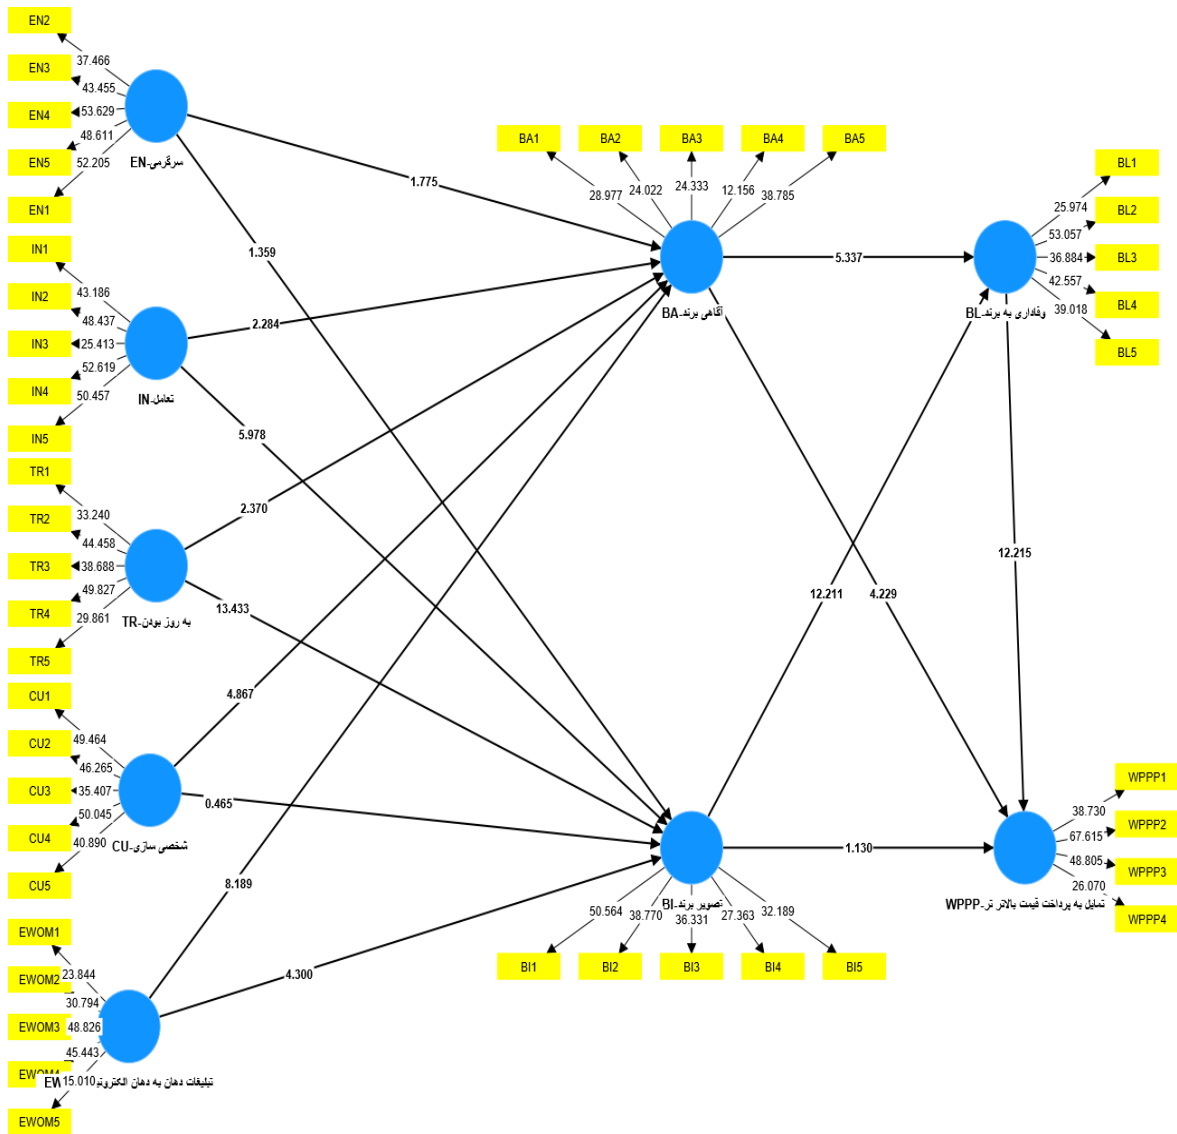 EN2
37.466
EN3
43.455
EN4
53.629
EN5
48.611
52.205
EN1
سرگرمی-EN
IN1
43.186
IN2
48.437
IN3
25.413
IN4
52.619
50.457
IN5
تعامل-IN
TR1
33.240
TR2
44.458
TR3
38.688
TR4
49.827
29.861
TR5
به روز بودن-TR
CU1
49.464
CU2
46.265
CU3
35.407
CU4
50.045
40.890
CU5
شخصی سازی-CU
EWOM1
23.844
EWOM2
30.794
EWOM3
48.826
45.443
15.010
EWOM5
تبلیغات دهان به دهان
1.775
1.359
2.284
5.978
2.370
13.433
4.867
0.465
8.189
4.300
BA1
BA2
BA3
BA4
BA5
28.977
24.022
24.333
12.156
38.785
آگاهی برند-BA
5.337
12.211
4.229
12.215
1.130
BL1
25.974
BL2
53.057
BL3
36.884
BL4
42.557
39.018
BL5
وفاداری به برند-BL
تصویر برند-BI
50.564
38.770
36.331
27.363
32.189
BI1
BI2
BI3
BI4
BI5
WPPP1
38.730
WPPP2
67.615
WPPP3
48.805
26.070
WPPP4
تمایل به پرداخت قیمت بالاتر تر-WPPP